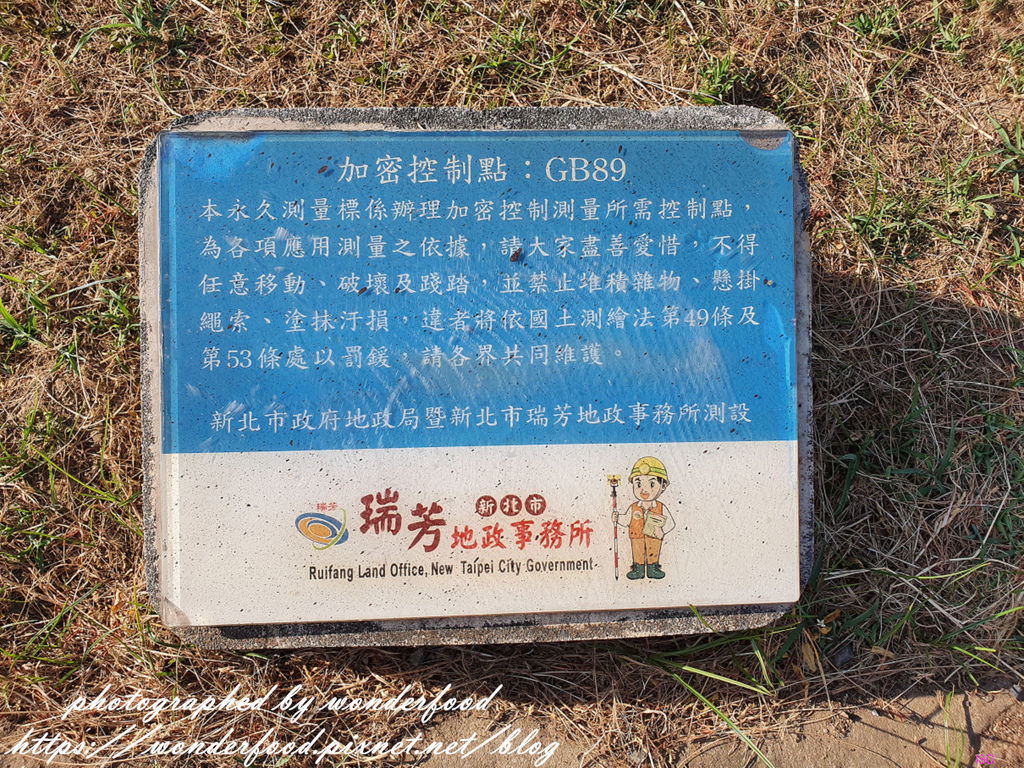 加密控制點：GB89
本永久測量標係辦理加密控制測量所需控制點，
為各項應用測量之依據，請大家盡善愛惜，不得
任意移動、破壞及踐踏，並禁止堆積雜物、懸掛
繩索、塗抹汙損，違者將依國土測繪法第49條及
第53條處以罰鍰，請各界共同維護。
新北市政府地政局暨新北市瑞芳地政事務所測設
瑞芳
瑞芳 新北市
地政事務所
Ruifang Land Office, New Taipei City Government
photographed by wonderfood
https://wonderfood.pixnet.net/blog